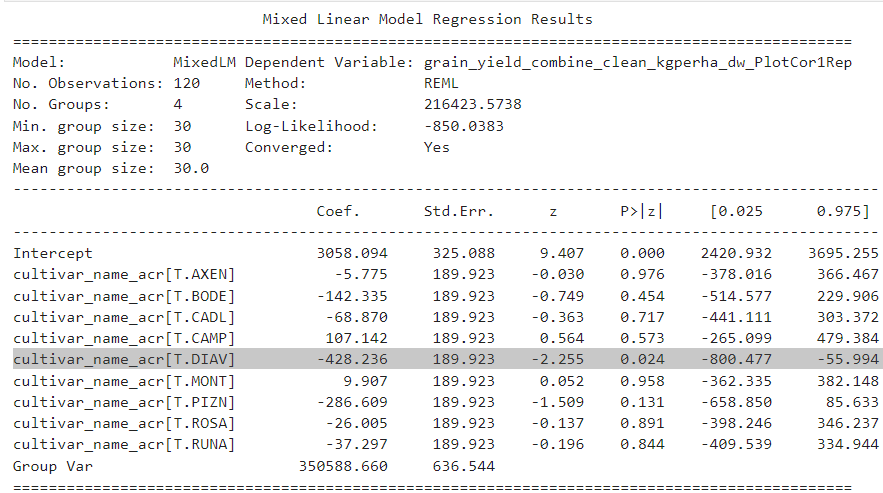 Mixed Linear Model Regression Results
================================================================================================
Model: MixedLM Dependent Variable: grain_yield_combine_clean_kgperha_dw_PlotCor1Rep
No. Observations: 120 Method: REML
No. Groups: 4 Scale: 216423.5738
Min. group size: 30 Log-Likelihood: -850.0383
Max. group size: 30 Converged: Yes
Mean group size: 30.0
------------------------------------------------------------------------------------------------
Coef. Std.Err. z P>|z| [0.025 0.975]
------------------------------------------------------------------------------------------------
Intercept 3058.094 325.088 9.407 0.000 2420.932 3695.255
cultivar_name_acr[T.AXEN] -5.775 189.923 -0.030 0.976 -378.016 366.467
cultivar_name_acr[T.BODE] -142.335 189.923 -0.749 0.454 -514.577 229.906
cultivar_name_acr[T.CADL] -68.870 189.923 -0.363 0.717 -441.111 303.372
cultivar_name_acr[T.CAMP] 107.142 189.923 0.564 0.573 -265.099 479.384
cultivar_name_acr[T.DIAV] -428.236 189.923 -2.255 0.024 -800.477 -55.994
cultivar_name_acr[T.MONT] 9.907 189.923 0.052 0.958 -362.335 382.148
cultivar_name_acr[T.PIZN] -286.609 189.923 -1.509 0.131 -658.850 85.633
cultivar_name_acr[T.ROSA] -26.005 189.923 -0.137 0.891 -398.246 346.237
cultivar_name_acr[T.RUNA] -37.297 189.923 -0.196 0.844 -409.539 334.944
Group Var 350588.660 636.544
================================================================================================